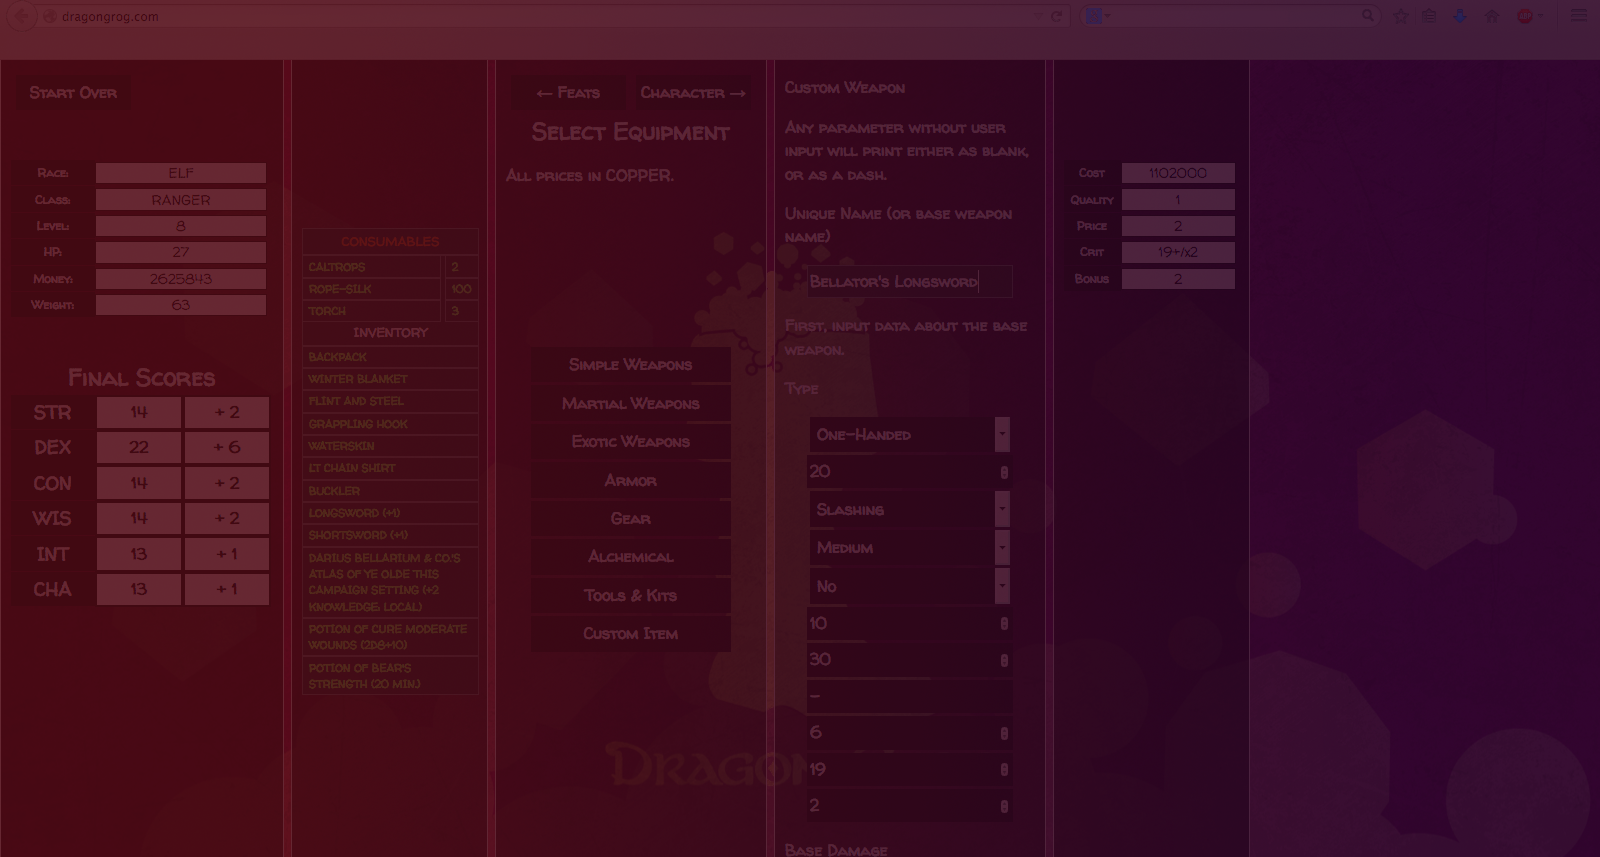 dragongrog.com
Start Over
Race: ELF
Class: RANGER
Level: 8
HP: 27
Money: 2625843
Weight: 63
Final Scores
STR 14 +2
DEX 22 +6
CON 14 +2
WIS 14 +2
INT 13 +1
CHA 13 +1
CONSUMABLES
CALTROPS 2
ROPE-SILK 100
TORCH 3
INVENTORY
BACKPACK
WINTER BLANKET
FLINT AND STEEL
GRAPPLING HOOK
WATERSKIN
LT CHAIN SHIRT
BUCKLER
LONGSWORD (+1)
SHORTSWORD (+1)
DARIUS BELLARIUM & CO.'S
ATLAS OF YE OLDE THIS
CAMPAIGN SETTING (+2
KNOWLEDGE: LOCAL)
POTION OF CURE MODERATE
WOUNDS (2D8+10)
POTION OF BEAR'S
STRENGTH (20 MIN.)
← Feats Character →
Select Equipment
All prices in COPPER.
Simple Weapons
Martial Weapons
Exotic Weapons
Armor
Gear
Alchemical
Tools & Kits
Custom Item
Dragon
Custom Weapon
Any parameter without user
input will print either as blank,
or as a dash.
Unique Name (or base weapon
name)
Bellator's Longsword
First, input data about the base
weapon.
Type
One-Handed
20
Slashing
Medium
No
10
30
-
6
19
2
Base Damage
Cost 1102000
Quality 1
Price 2
Crit 19+/x2
Bonus 2